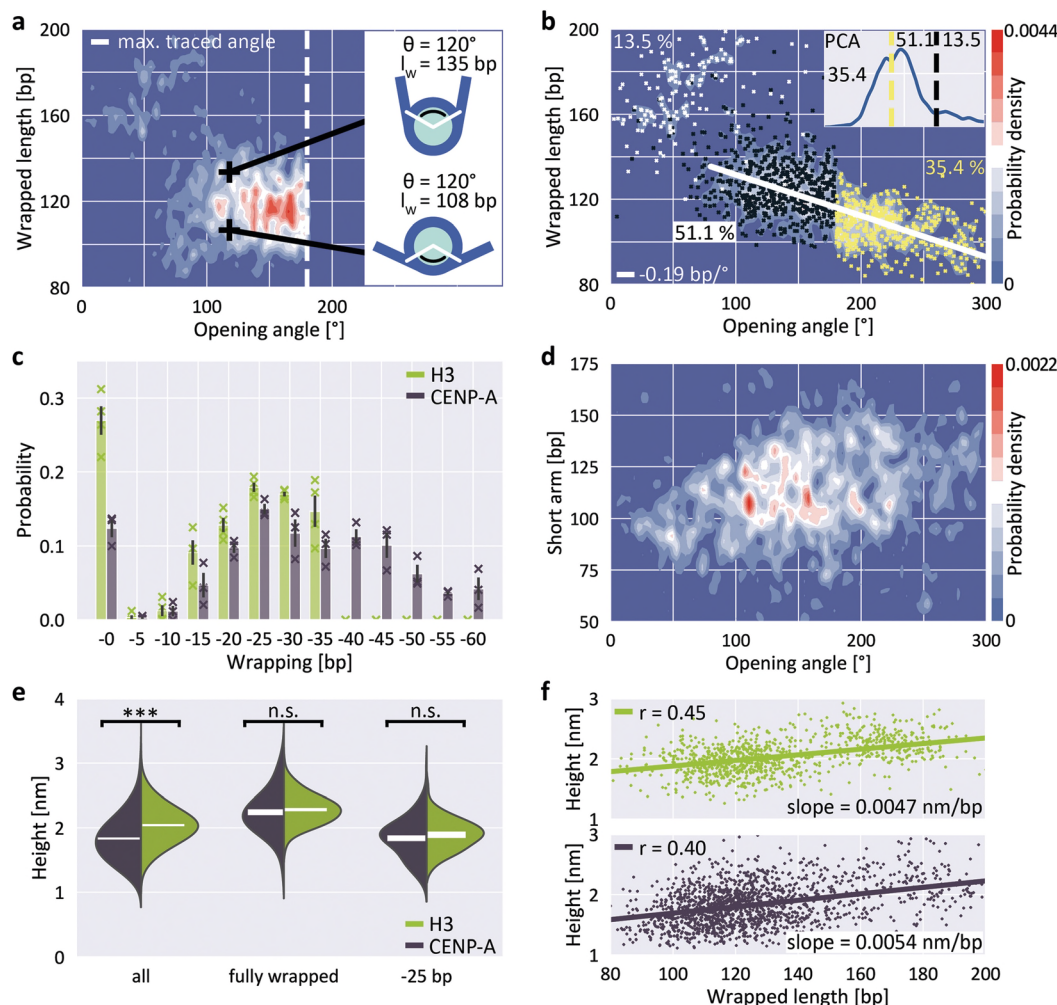 a
200
180
160
140
120
100
80
Wrapped length [bp]
max. traced angle
θ = 120°
l_w = 135 bp
θ = 120°
l_w = 108 bp
0
100
200
Opening angle [°]
b
200
180
160
140
120
100
80
Wrapped length [bp]
13.5 %
PCA
51.1
13.5
35.4
35.4 %
51.1 %
-0.19 bp/°
0
100
200
300
Opening angle [°]
0.0044
Probability density
0
c
0.3
0.2
0.1
0.0
Probability
H3
CENP-A
-0 -5 -10 -15 -20 -25 -30 -35 -40 -45 -50 -55 -60
Wrapping [bp]
d
175
150
125
100
75
50
Short arm [bp]
0
100
200
300
Opening angle [°]
0.0022
Probability density
0
e
4
3
2
1
0
Height [nm]
***
n.s.
n.s.
H3
CENP-A
all
fully wrapped
-25 bp
f
3
2
1
Height [nm]
r = 0.45
slope = 0.0047 nm/bp
3
2
1
Height [nm]
r = 0.40
slope = 0.0054 nm/bp
80 100 120 140 160 180 200
Wrapped length [bp]